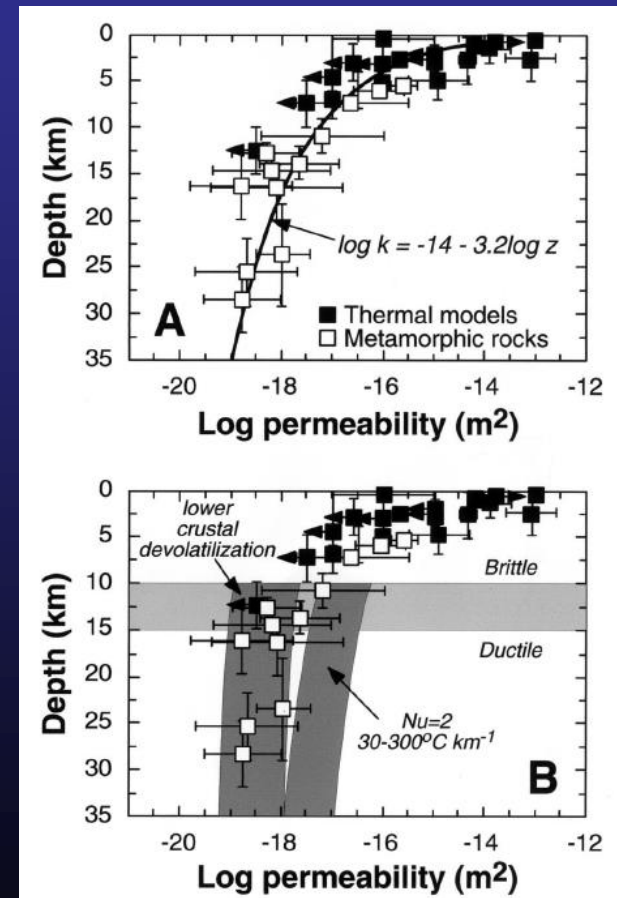 0
5
10
15
20
25
30
35
Depth (km)
log k = -14 - 3.2log z
A
■ Thermal models
□ Metamorphic rocks
-20 -18 -16 -14 -12
Log permeability (m²)
0
5
10
15
20
25
30
35
Depth (km)
lower
crustal
devolatilization
Brittle
Ductile
Nu=2
30-300°C km⁻¹
B
-20 -18 -16 -14 -12
Log permeability (m²)